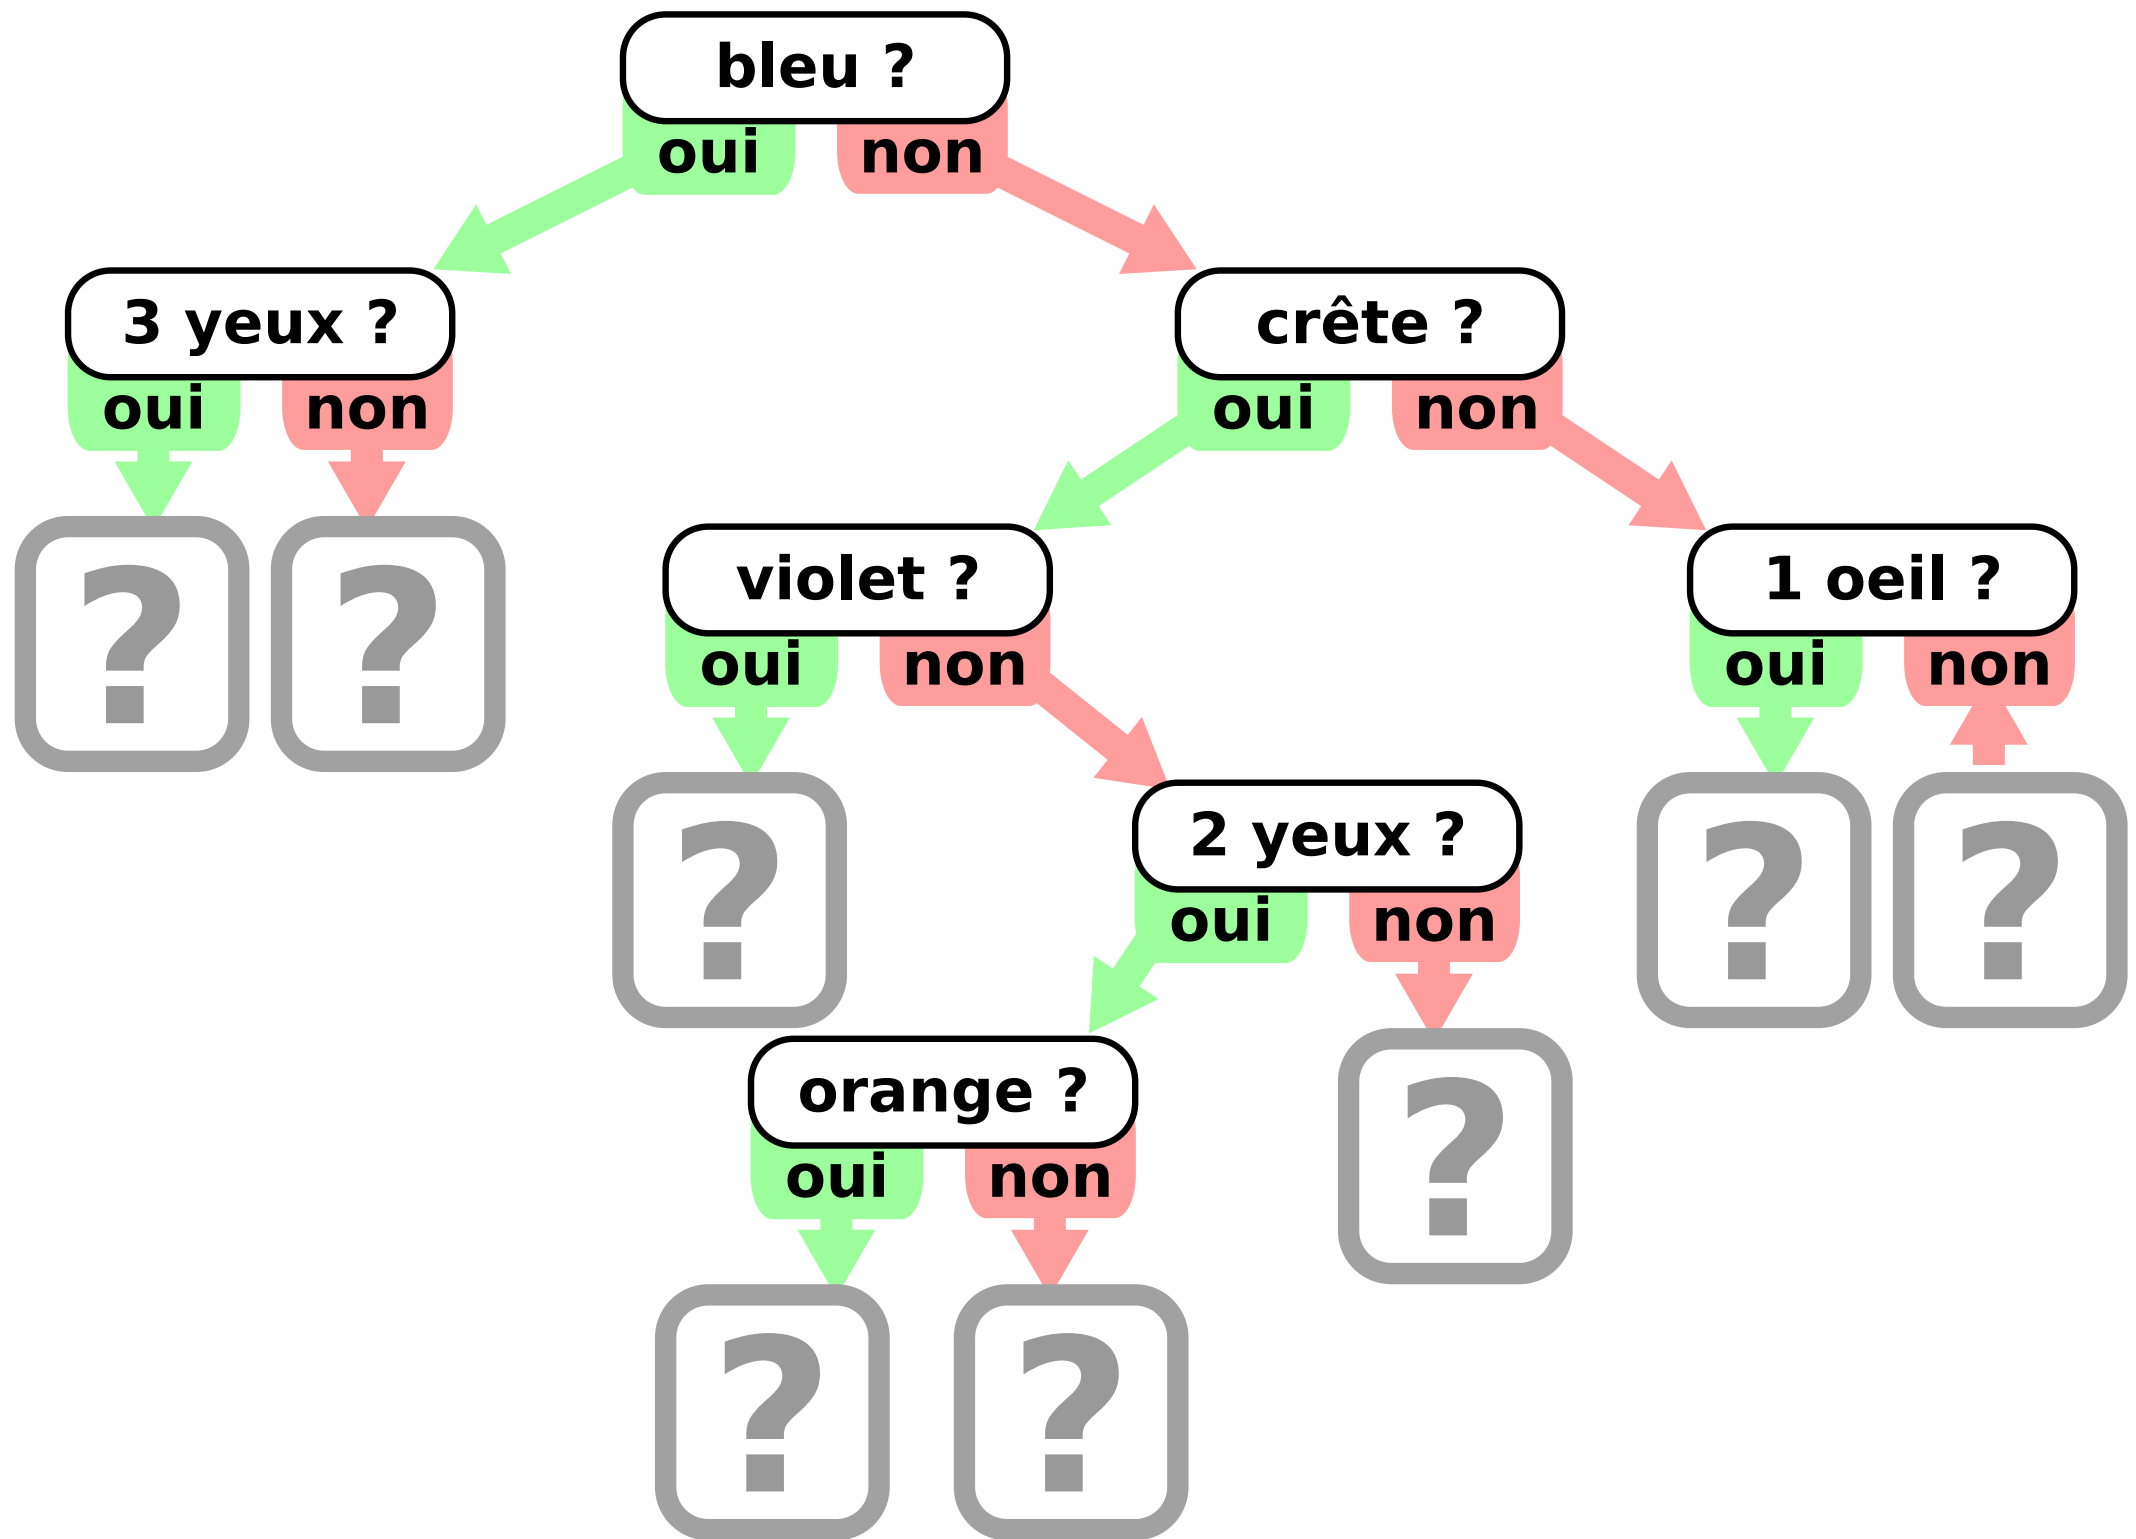 bleu ?
oui non
3 yeux ?
oui non
crête ?
oui non
? ?
violet ?
oui non
1 oeil ?
oui non
?
2 yeux ?
oui non
? ?
orange ?
oui non
?
? ?